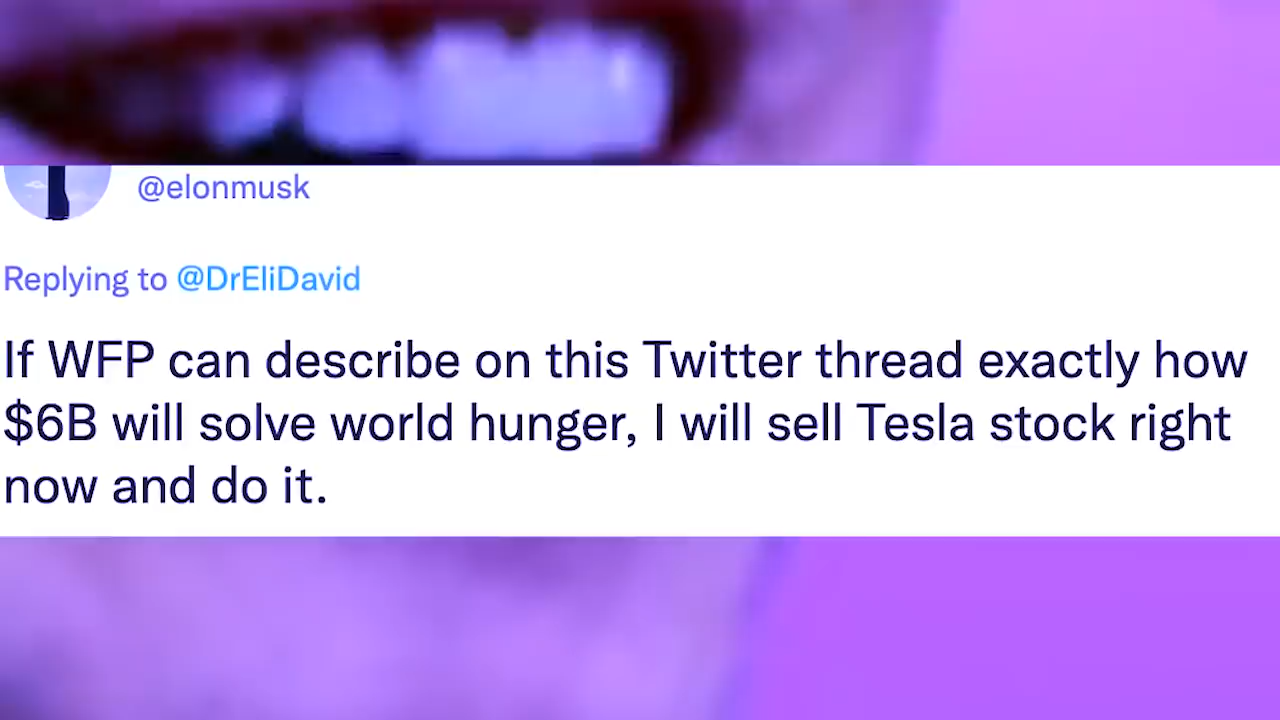 @elonmusk
Replying to @DrEliDavid
If WFP can describe on this Twitter thread exactly how
$6B will solve world hunger, I will sell Tesla stock right
now and do it.